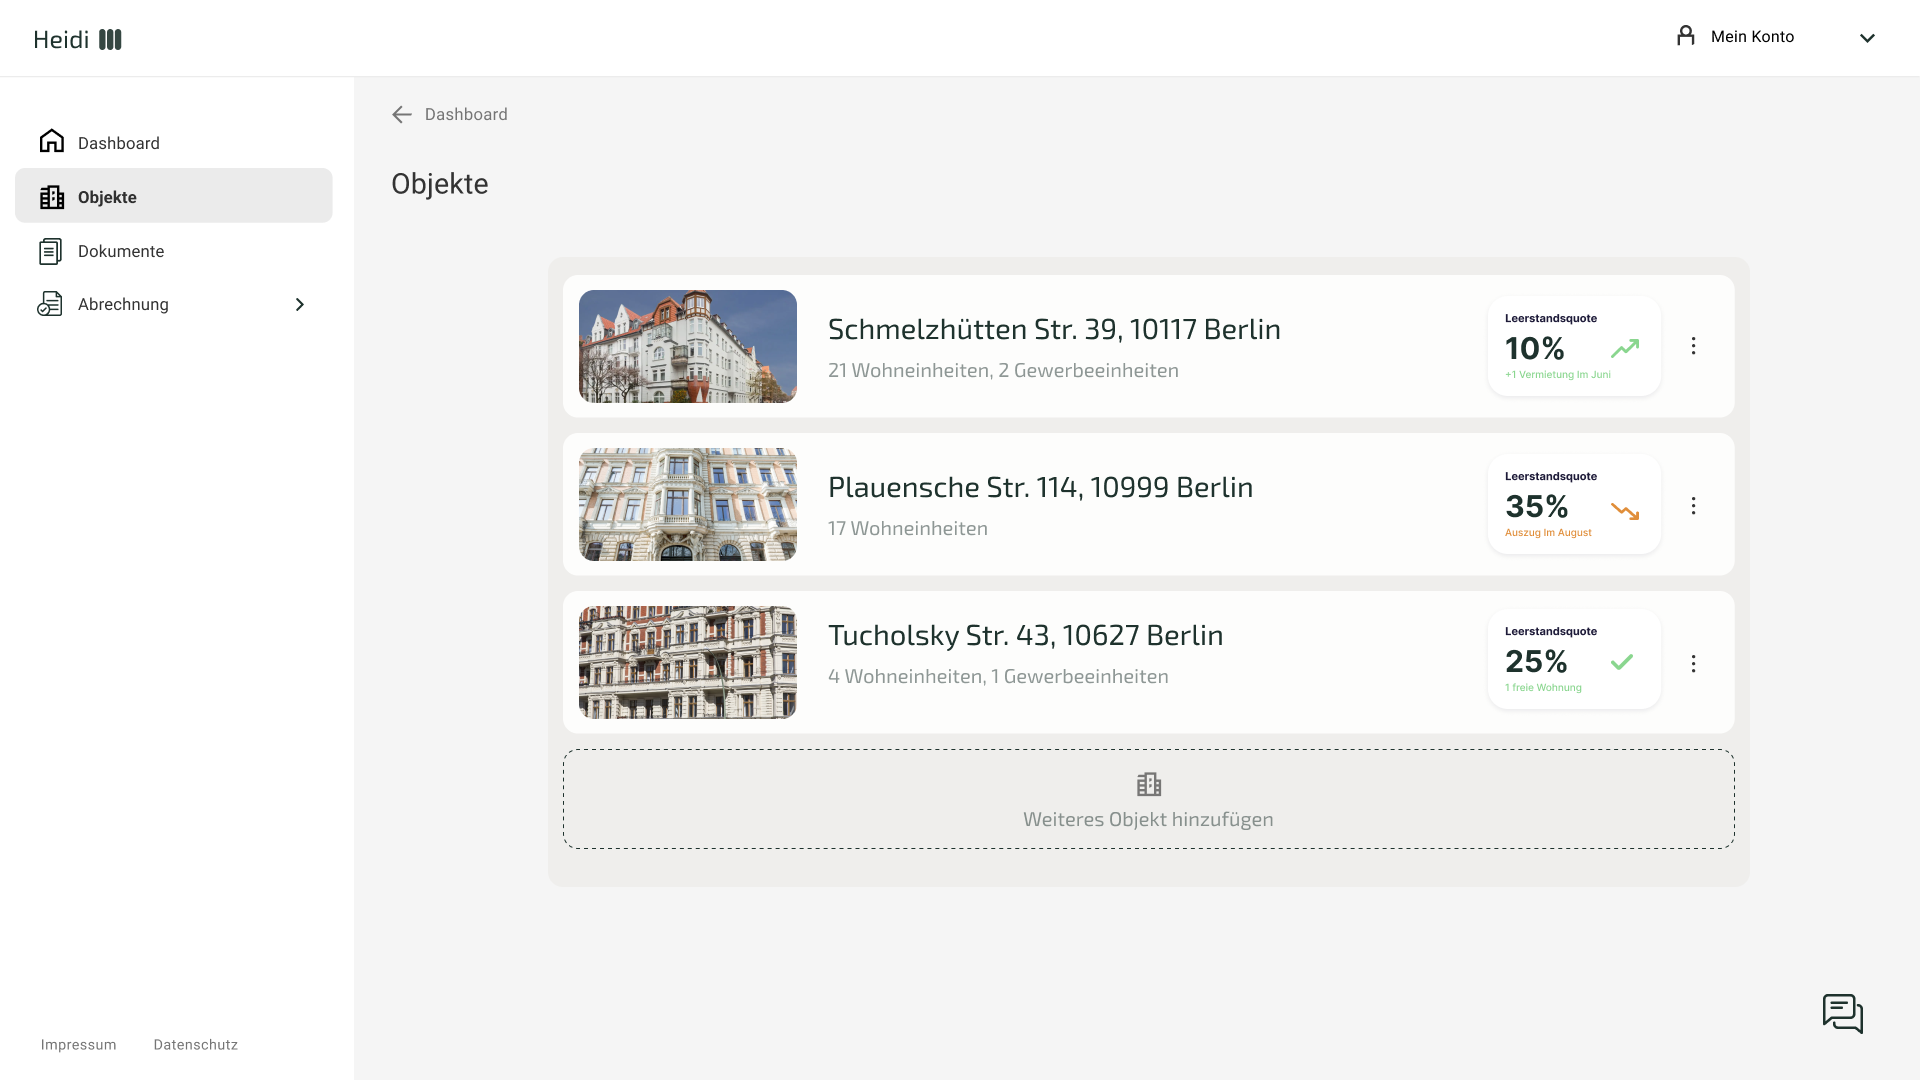 Heidi
Mein Konto
Dashboard
Objekte
Dokumente
Abrechnung
Impressum
Datenschutz
Dashboard
Objekte
Schmelzhütten Str. 39, 10117 Berlin
21 Wohneinheiten, 2 Gewerbeeinheiten
Leerstandsquote
10%
+1 Vermietung Im Juni
Plauensche Str. 114, 10999 Berlin
17 Wohneinheiten
Leerstandsquote
35%
Auszug Im August
Tucholsky Str. 43, 10627 Berlin
4 Wohneinheiten, 1 Gewerbeeinheiten
Leerstandsquote
25%
1 freie Wohnung
Weiteres Objekt hinzufügen